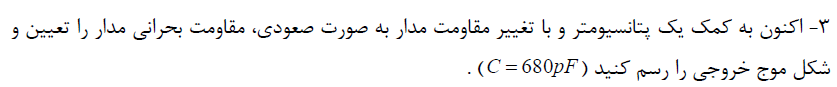 ۳- اکنون به کمک یک پتانسیومتر و با تغییر مقاومت مدار به صورت صعودی، مقاومت بحرانی مدار را تعیین و
شکل موج خروجی را رسم کنید (C = 680pF) .